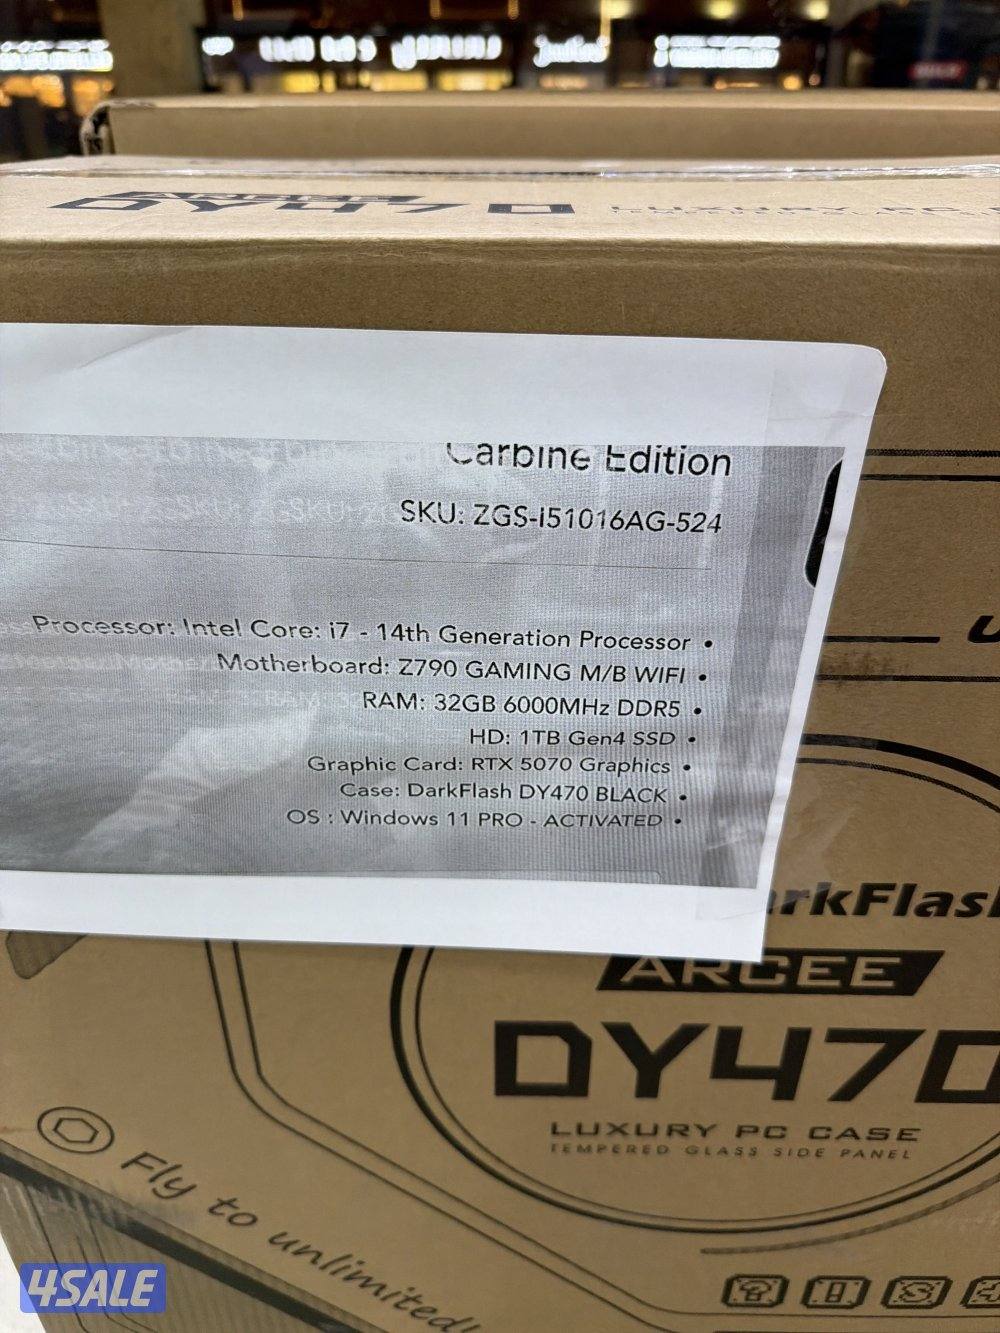 ARCEE
DY470
LUXURY PC
Carbine Edition
SKU: ZGS-i51016AG-524
Processor: Intel Core: i7 - 14th Generation Processor •
Motherboard: Z790 GAMING M/B WIFI •
RAM: 32GB 6000MHz DDR5 •
HD: 1TB Gen4 SSD •
Graphic Card: RTX 5070 Graphics •
Case: DarkFlash DY470 BLACK •
OS : Windows 11 PRO - ACTIVATED •
arkFlas
ARCEE
DY470
LUXURY PC CASE
TEMPERED GLASS SIDE PANEL
Fly to unlimited!
4SALE